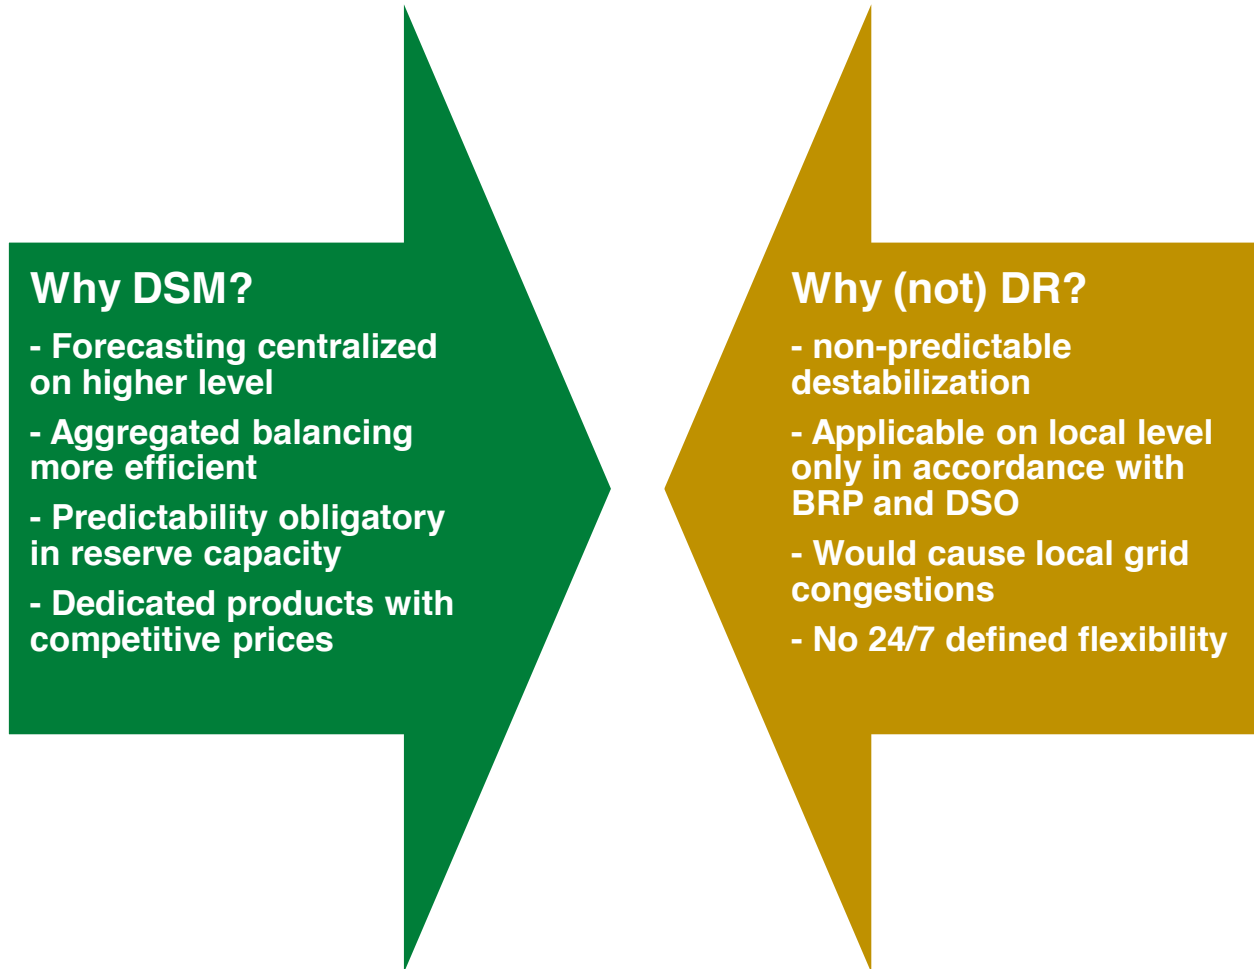 Why DSM?
- Forecasting centralized
on higher level
- Aggregated balancing
more efficient
- Predictability obligatory
in reserve capacity
- Dedicated products with
competitive prices
Why (not) DR?
- non-predictable
destabilization
- Applicable on local level
only in accordance with
BRP and DSO
- Would cause local grid
congestions
- No 24/7 defined flexibility